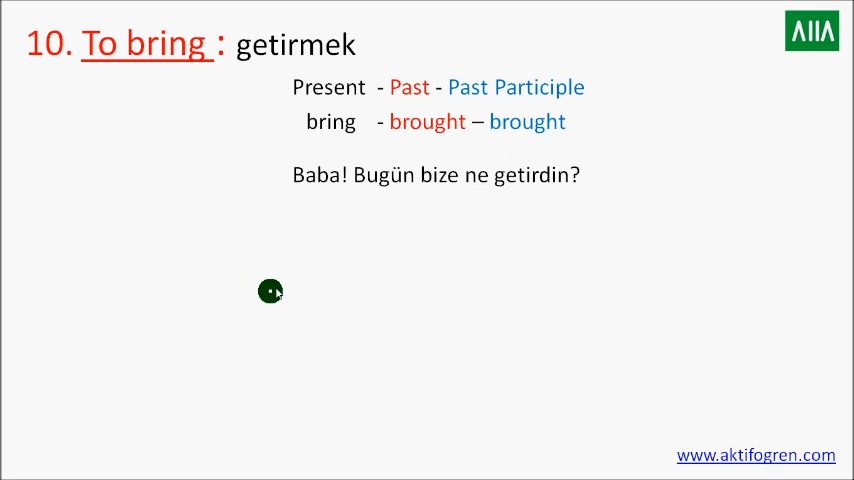 10. To bring : getirmek
Present - Past - Past Participle
bring - brought – brought
Baba! Bugün bize ne getirdin?
www.aktifogren.com